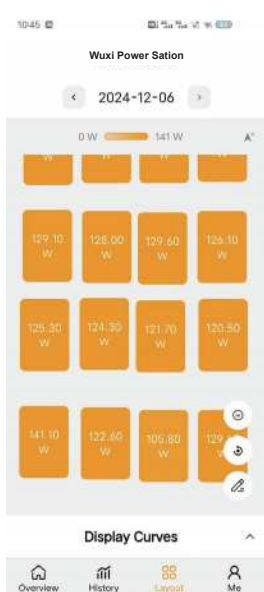 10:45
Wuxi Power Sation
< 2024-12-06 >
0 W 141 W
W W
129.10 W 128.00 W 129.60 W 126.10 W
125.30 W 124.30 W 121.70 W 120.50 W
141.10 W 122.60 W 105.80 W 129
Display Curves
Overview History Layout Me